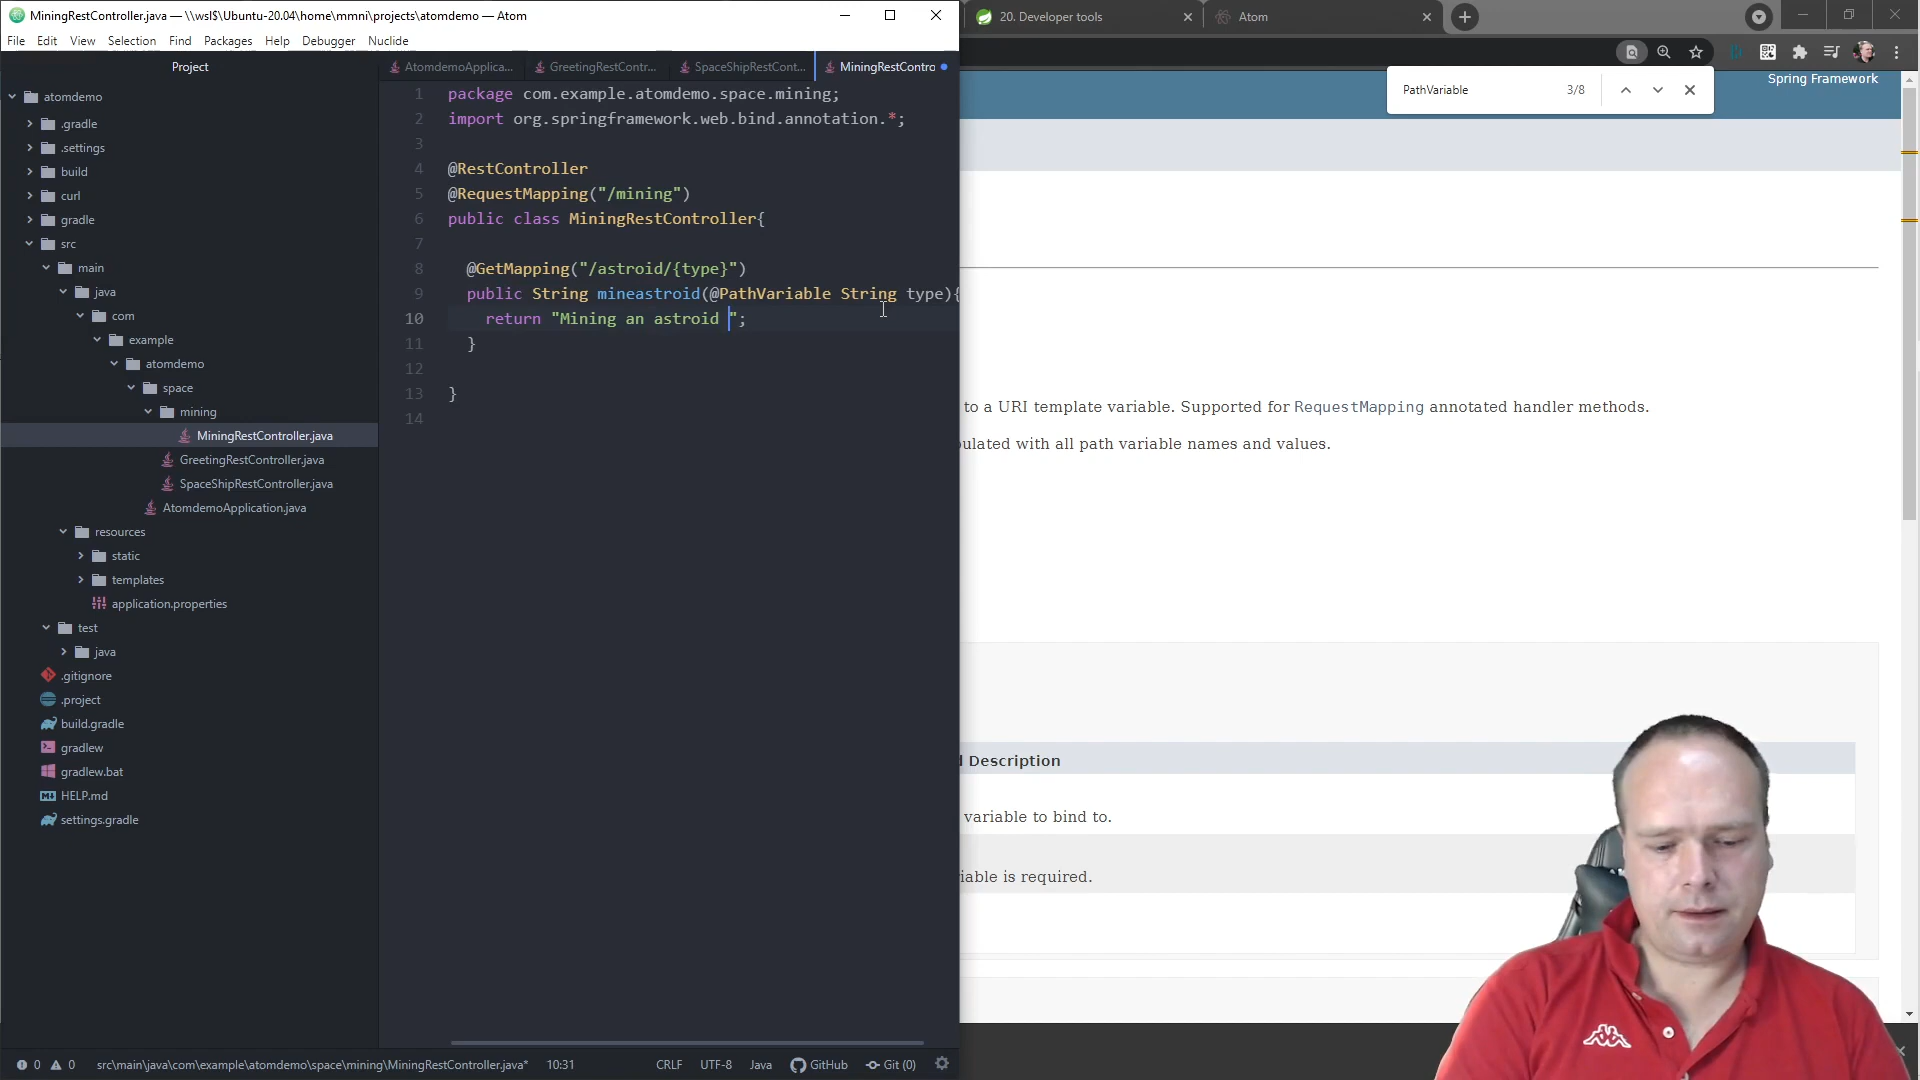 MiningRestController.java — \\wsl$\Ubuntu-20.04\home\mmni\projects\atomdemo — Atom
File Edit View Selection Find Packages Help Debugger Nuclide
Project
atomdemo
.gradle
.settings
build
curl
gradle
src
main
java
com
example
atomdemo
space
mining
MiningRestController.java
GreetingRestController.java
SpaceShipRestController.java
AtomdemoApplication.java
resources
static
templates
application.properties
test
java
.gitignore
.project
build.gradle
gradlew
gradlew.bat
HELP.md
settings.gradle
AtomdemoApplica... GreetingRestContr... SpaceShipRestCont... MiningRestContro
1 package com.example.atomdemo.space.mining;
2 import org.springframework.web.bind.annotation.*;
3
4 @RestController
5 @RequestMapping("/mining")
6 public class MiningRestController{
7
8 @GetMapping("/astroid/{type}")
9 public String mineastroid(@PathVariable String type){
10 return "Mining an astroid ";
11 }
12
13 }
14
0 0 src\main\java\com\example\atomdemo\space\mining\MiningRestController.java* 10:31 CRLF UTF-8 Java GitHub Git (0)
20. Developer tools Atom
PathVariable 3/8
Spring Framework
to a URI template variable. Supported for RequestMapping annotated handler methods.
ulated with all path variable names and values.
Description
variable to bind to.
iable is required.